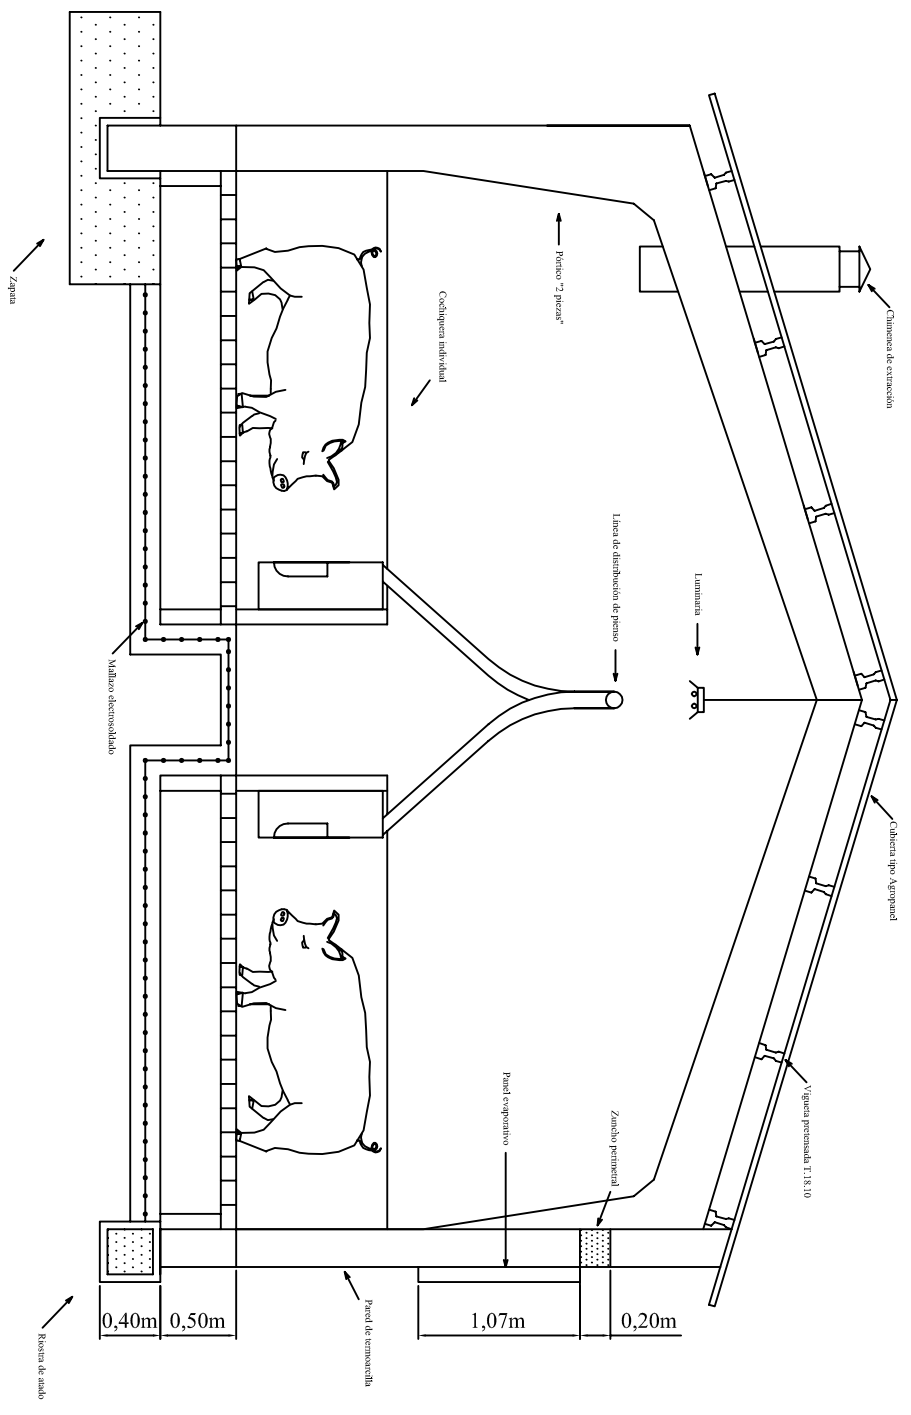 Zapata
Pórtico "2 piezas"
Cochiquera individual
Chimenea de extracción
Línea de distribución de pienso
Luminaria
Mallazo electrosoldado
Cubierta tipo Agropanel
Panel evaporativo
Zuncho perimetral
Vigueta pretensada T.18.10
Pared de termoarcilla
Riostra de atado
0,40m
0,50m
1,07m
0,20m